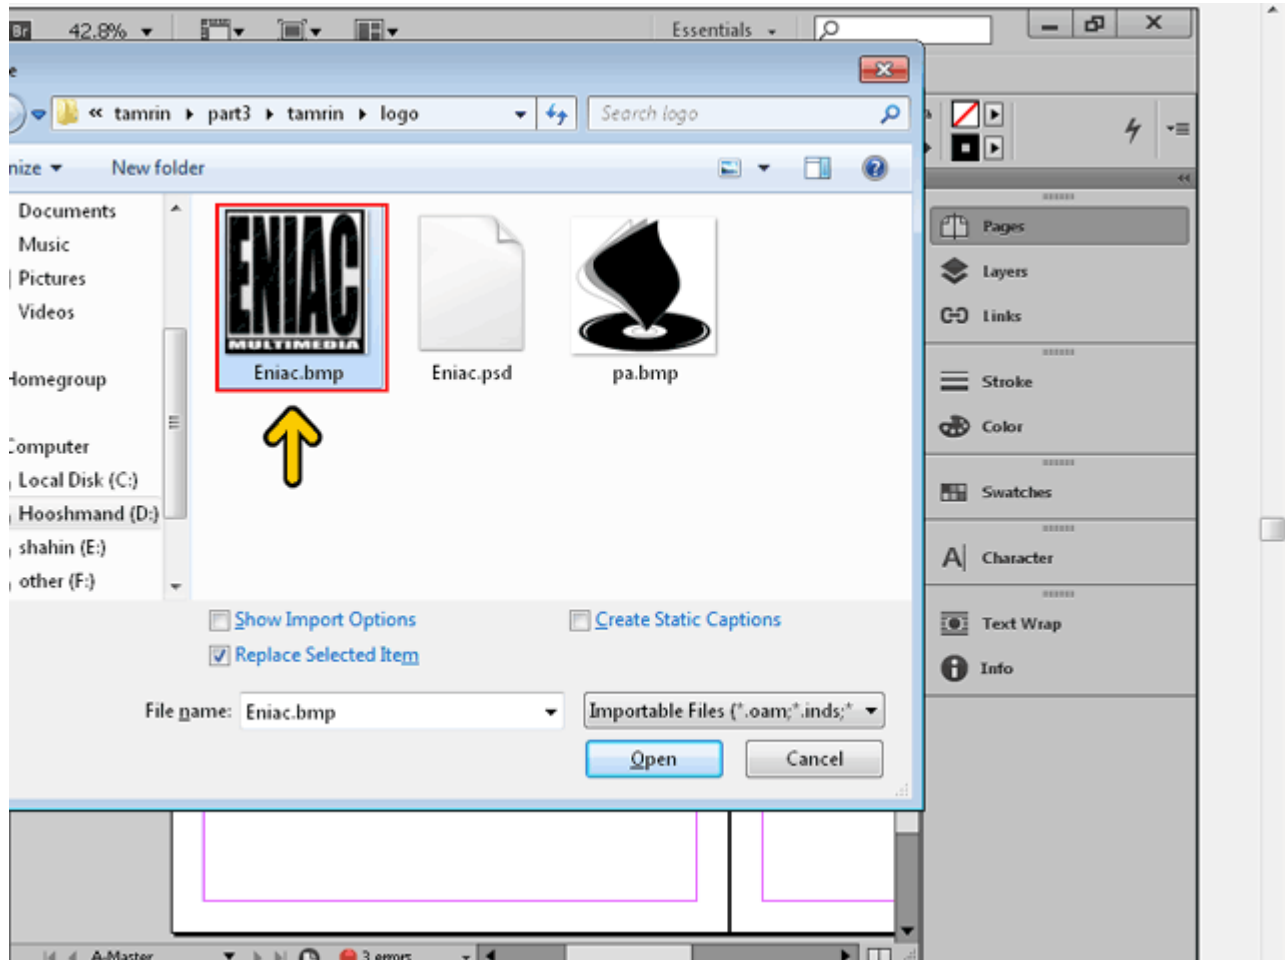 Br 42.8% Essentials
e
« tamrin part3 tamrin logo Search logo
nize New folder
Documents
Music
Pictures
Videos
Homegroup
Computer
Local Disk (C:)
Hooshmand (D:)
shahin (E:)
other (F:)
ENIAC
MULTIMEDIA
Eniac.bmp Eniac.psd pa.bmp
Show Import Options Create Static Captions
Replace Selected Item
File name: Eniac.bmp Importable Files (*.oam;*.inds;*
Open Cancel
Pages
Layers
Links
Stroke
Color
Swatches
Character
Text Wrap
Info
A-Master 3 errors